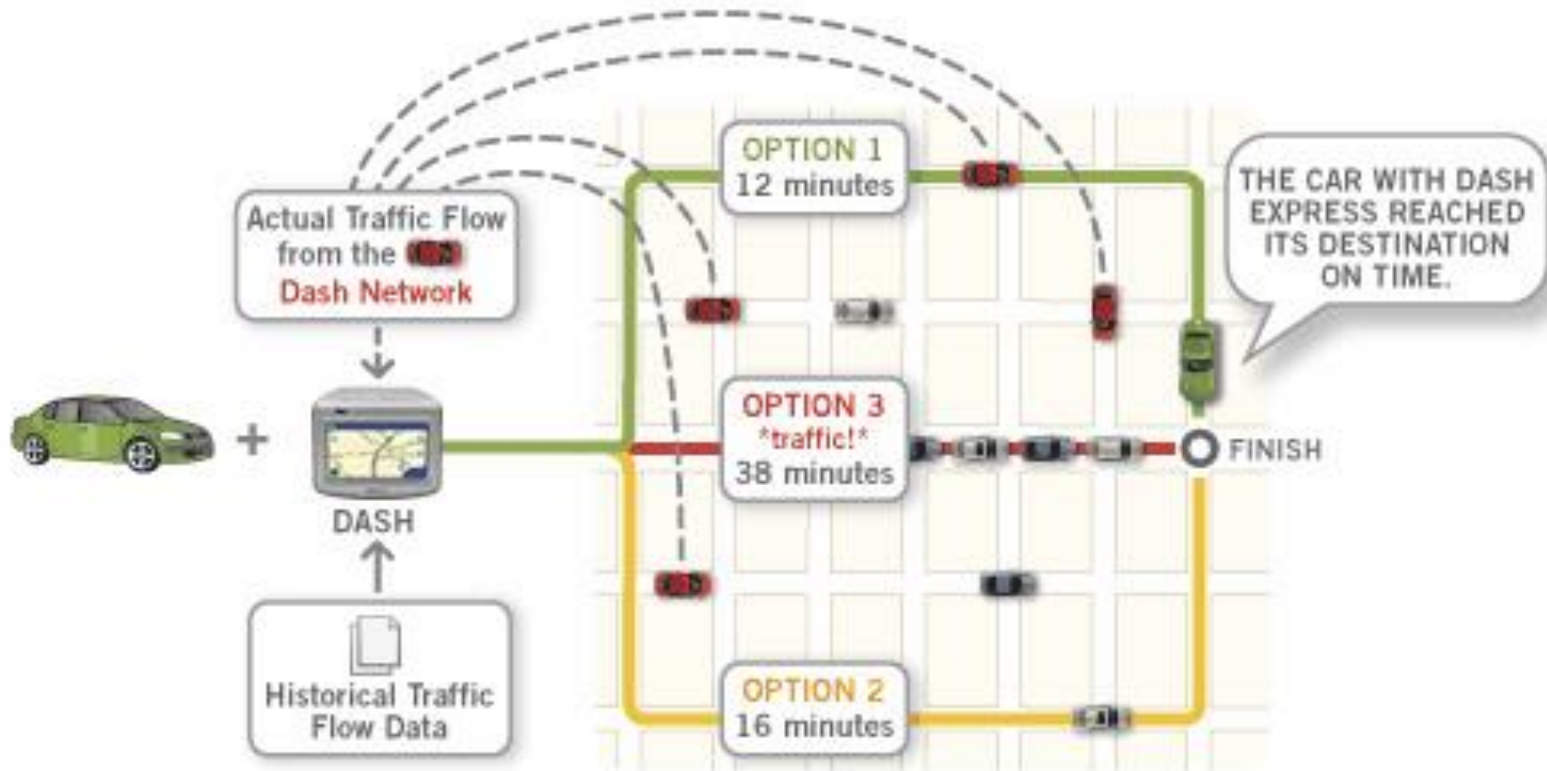 OPTION 1
12 minutes
THE CAR WITH DASH
EXPRESS REACHED
ITS DESTINATION
ON TIME.
Actual Traffic Flow
from the
Dash Network
OPTION 3
*traffic!*
38 minutes
FINISH
DASH
Historical Traffic
Flow Data
OPTION 2
16 minutes